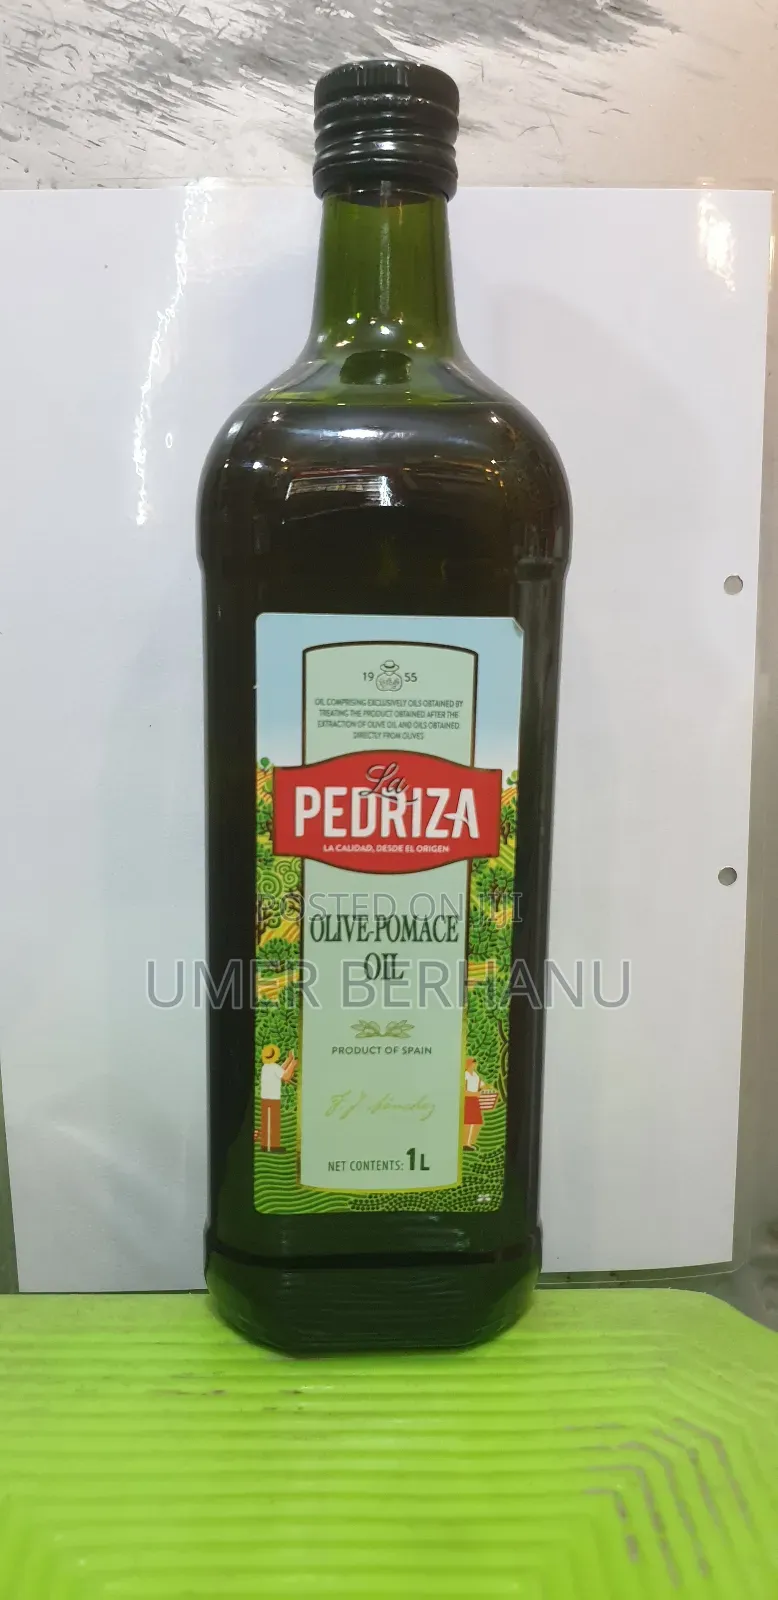 19 55
OIL COMPRISING EXCLUSIVELY OILS OBTAINED BY
TREATING THE PRODUCT OBTAINED AFTER THE
EXTRACTION OF OLIVE OIL AND OILS OBTAINED
DIRECTLY FROM OLIVES
La
PEDRIZA
LA CALIDAD, DESDE EL ORIGEN
POSTED ON JIJI
OLIVE-POMACE
OIL
UMER BERHANU
PRODUCT OF SPAIN
F. J. Sánchez
NET CONTENTS: 1L